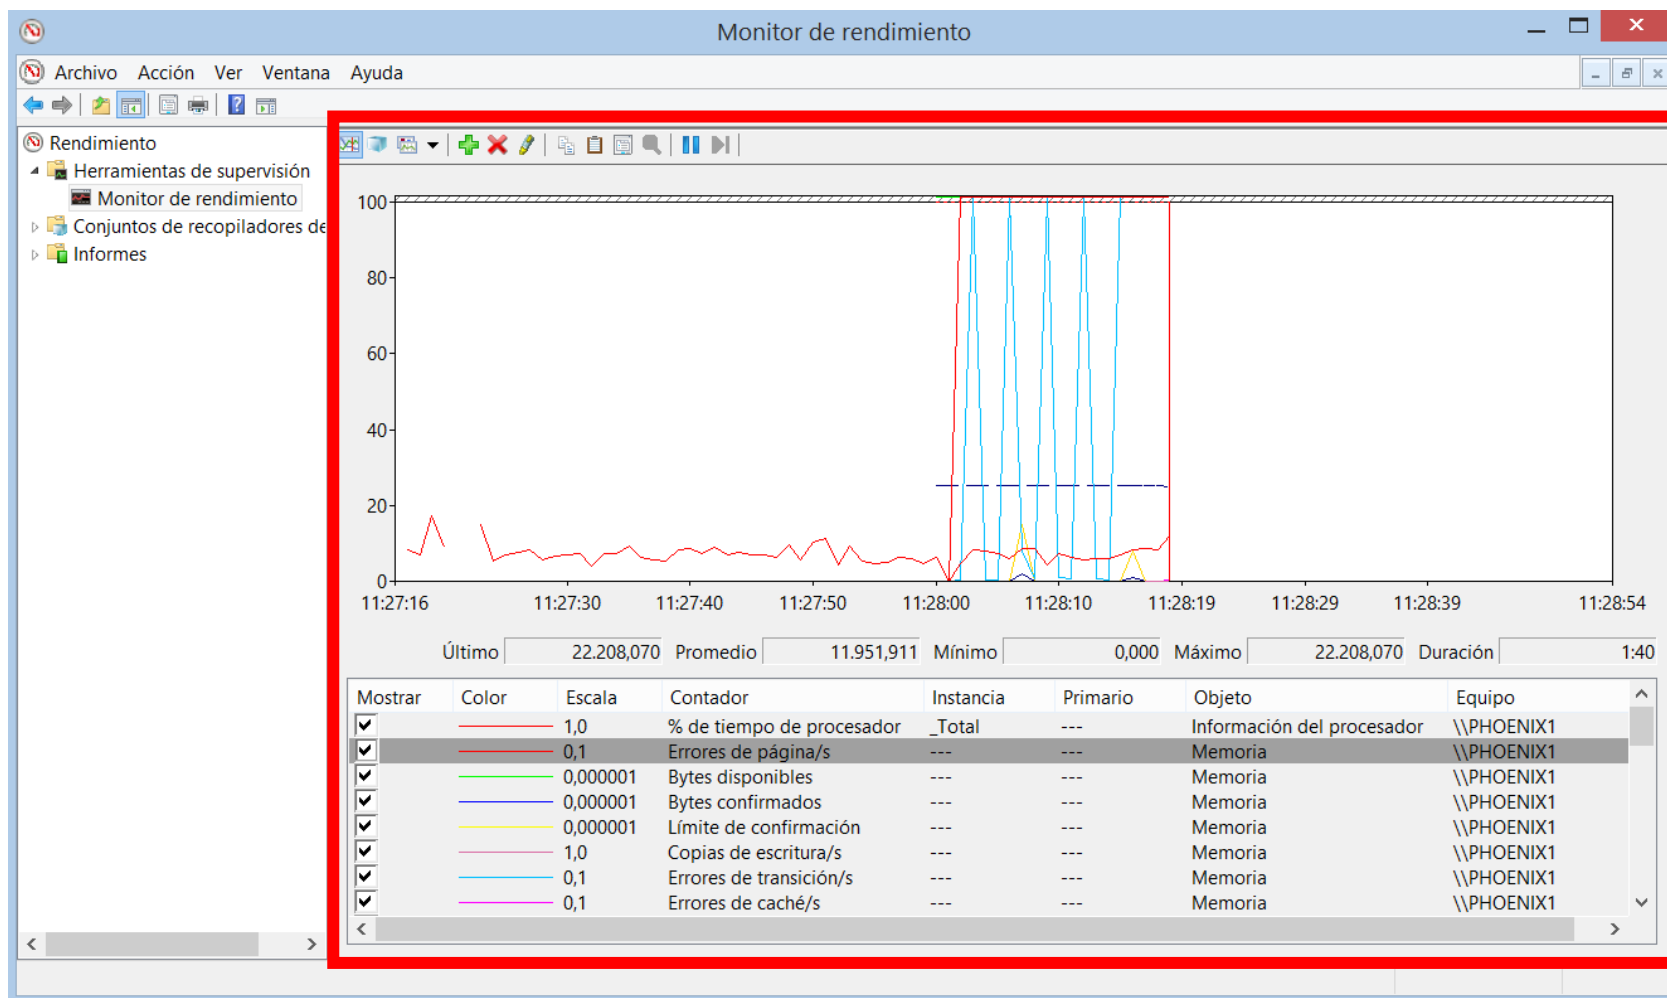 Monitor de rendimiento
Archivo Acción Ver Ventana Ayuda
Rendimiento
Herramientas de supervisión
Monitor de rendimiento
Conjuntos de recopiladores de
Informes
100
80
60
40
20
0
11:27:16 11:27:30 11:27:40 11:27:50 11:28:00 11:28:10 11:28:19 11:28:29 11:28:39 11:28:54
Último 22.208,070 Promedio 11.951,911 Mínimo 0,000 Máximo 22.208,070 Duración 1:40
Mostrar Color Escala Contador Instancia Primario Objeto Equipo
1,0 % de tiempo de procesador _Total --- Información del procesador \\PHOENIX1
0,1 Errores de página/s --- --- Memoria \\PHOENIX1
0,000001 Bytes disponibles --- --- Memoria \\PHOENIX1
0,000001 Bytes confirmados --- --- Memoria \\PHOENIX1
0,000001 Límite de confirmación --- --- Memoria \\PHOENIX1
1,0 Copias de escritura/s --- --- Memoria \\PHOENIX1
0,1 Errores de transición/s --- --- Memoria \\PHOENIX1
0,1 Errores de caché/s --- --- Memoria \\PHOENIX1